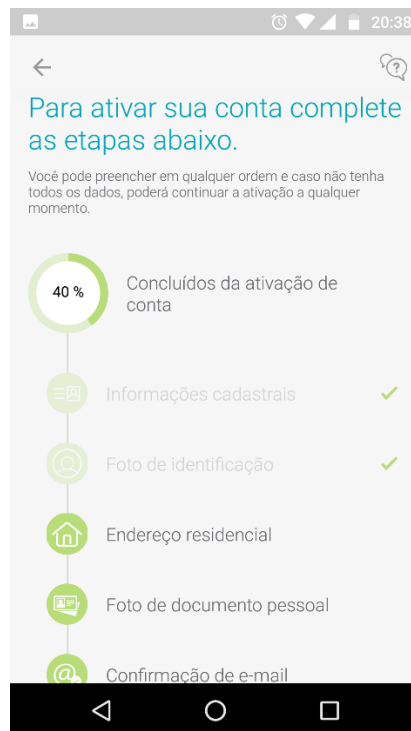 20:38
Para ativar sua conta complete
as etapas abaixo.
Você pode preencher em qualquer ordem e caso não tenha
todos os dados, poderá continuar a ativação a qualquer
momento.
40 %
Concluídos da ativação de
conta
Informações cadastrais
Foto de identificação
Endereço residencial
Foto de documento pessoal
Confirmação de e-mail